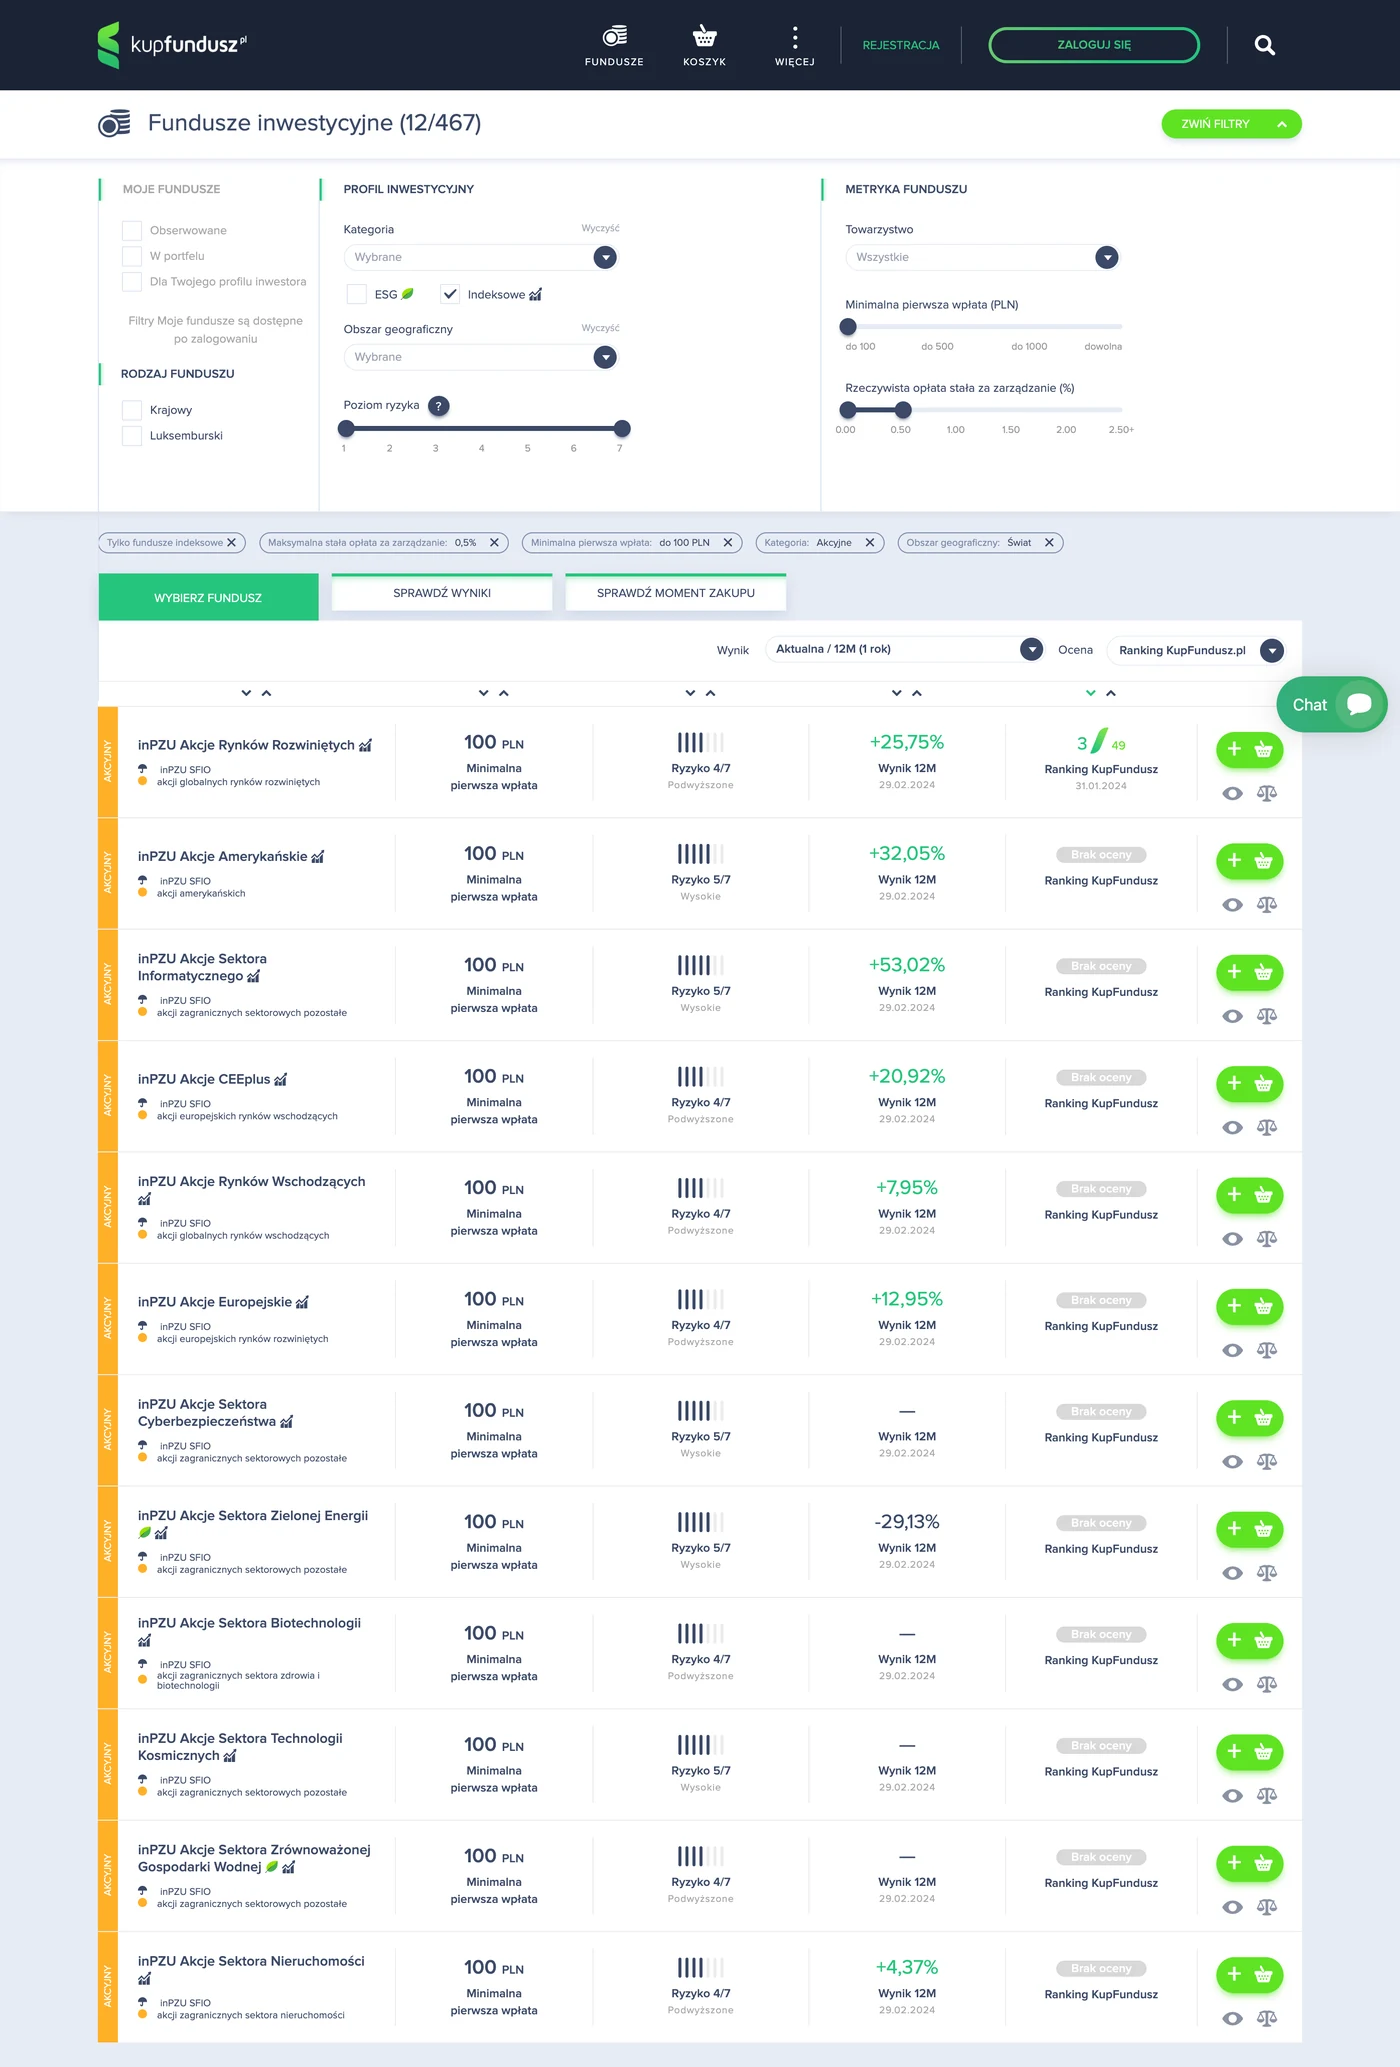 kupfundusz.pl
FUNDUSZE
KOSZYK
WIĘCEJ
REJESTRACJA
ZALOGUJ SIĘ
Fundusze inwestycyjne (12/467)
ZWIŃ FILTRY
MOJE FUNDUSZE
Obserwowane
W portfelu
Dla Twojego profilu inwestora
Filtry Moje fundusze są dostępne
po zalogowaniu
RODZAJ FUNDUSZU
Krajowy
Luksemburski
PROFIL INWESTYCYJNY
Kategoria Wyczyść
Wybrane
ESG Indeksowe
Obszar geograficzny Wyczyść
Wybrane
Poziom ryzyka ?
1 2 3 4 5 6 7
METRYKA FUNDUSZU
Towarzystwo
Wszystkie
Minimalna pierwsza wpłata (PLN)
do 100 do 500 do 1000 dowolna
Rzeczywista opłata stała za zarządzanie (%)
0.00 0.50 1.00 1.50 2.00 2.50+
Tylko fundusze indeksowe Maksymalna stała opłata za zarządzanie: 0,5% Minimalna pierwsza wpłata: do 100 PLN Kategoria: Akcyjne Obszar geograficzny: Świat
WYBIERZ FUNDUSZ SPRAWDŹ WYNIKI SPRAWDŹ MOMENT ZAKUPU
Wynik Aktualna / 12M (1 rok) Ocena Ranking KupFundusz.pl
Chat
AKCYJNY
inPZU Akcje Rynków Rozwiniętych
inPZU SFIO
akcji globalnych rynków rozwiniętych
100 PLN
Minimalna
pierwsza wpłata
Ryzyko 4/7
Podwyższone
+25,75%
Wynik 12M
29.02.2024
3 49
Ranking KupFundusz
31.01.2024
AKCYJNY
inPZU Akcje Amerykańskie
inPZU SFIO
akcji amerykańskich
100 PLN
Minimalna
pierwsza wpłata
Ryzyko 5/7
Wysokie
+32,05%
Wynik 12M
29.02.2024
Brak oceny
Ranking KupFundusz
AKCYJNY
inPZU Akcje Sektora
Informatycznego
inPZU SFIO
akcji zagranicznych sektorowych pozostałe
100 PLN
Minimalna
pierwsza wpłata
Ryzyko 5/7
Wysokie
+53,02%
Wynik 12M
29.02.2024
Brak oceny
Ranking KupFundusz
AKCYJNY
inPZU Akcje CEEplus
inPZU SFIO
akcji europejskich rynków wschodzących
100 PLN
Minimalna
pierwsza wpłata
Ryzyko 4/7
Podwyższone
+20,92%
Wynik 12M
29.02.2024
Brak oceny
Ranking KupFundusz
AKCYJNY
inPZU Akcje Rynków Wschodzących
inPZU SFIO
akcji globalnych rynków wschodzących
100 PLN
Minimalna
pierwsza wpłata
Ryzyko 4/7
Podwyższone
+7,95%
Wynik 12M
29.02.2024
Brak oceny
Ranking KupFundusz
AKCYJNY
inPZU Akcje Europejskie
inPZU SFIO
akcji europejskich rynków rozwiniętych
100 PLN
Minimalna
pierwsza wpłata
Ryzyko 4/7
Podwyższone
+12,95%
Wynik 12M
29.02.2024
Brak oceny
Ranking KupFundusz
AKCYJNY
inPZU Akcje Sektora
Cyberbezpieczeństwa
inPZU SFIO
akcji zagranicznych sektorowych pozostałe
100 PLN
Minimalna
pierwsza wpłata
Ryzyko 5/7
Wysokie
—
Wynik 12M
29.02.2024
Brak oceny
Ranking KupFundusz
AKCYJNY
inPZU Akcje Sektora Zielonej Energii
inPZU SFIO
akcji zagranicznych sektorowych pozostałe
100 PLN
Minimalna
pierwsza wpłata
Ryzyko 5/7
Wysokie
-29,13%
Wynik 12M
29.02.2024
Brak oceny
Ranking KupFundusz
AKCYJNY
inPZU Akcje Sektora Biotechnologii
inPZU SFIO
akcji zagranicznych sektora zdrowia i
biotechnologii
100 PLN
Minimalna
pierwsza wpłata
Ryzyko 4/7
Podwyższone
—
Wynik 12M
29.02.2024
Brak oceny
Ranking KupFundusz
AKCYJNY
inPZU Akcje Sektora Technologii
Kosmicznych
inPZU SFIO
akcji zagranicznych sektorowych pozostałe
100 PLN
Minimalna
pierwsza wpłata
Ryzyko 5/7
Wysokie
—
Wynik 12M
29.02.2024
Brak oceny
Ranking KupFundusz
AKCYJNY
inPZU Akcje Sektora Zrównoważonej
Gospodarki Wodnej
inPZU SFIO
akcji zagranicznych sektorowych pozostałe
100 PLN
Minimalna
pierwsza wpłata
Ryzyko 4/7
Podwyższone
—
Wynik 12M
29.02.2024
Brak oceny
Ranking KupFundusz
AKCYJNY
inPZU Akcje Sektora Nieruchomości
inPZU SFIO
akcji zagranicznych sektora nieruchomości
100 PLN
Minimalna
pierwsza wpłata
Ryzyko 4/7
Podwyższone
+4,37%
Wynik 12M
29.02.2024
Brak oceny
Ranking KupFundusz